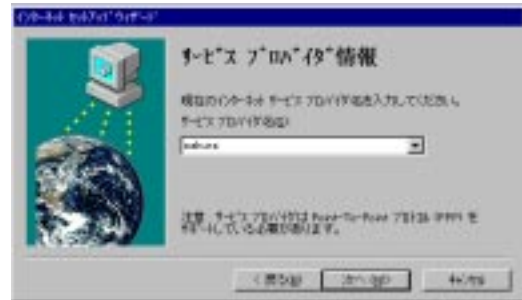 インターネット セットアップ ウィザード
サービス プロバイダ情報
現在のインターネット サービス プロバイダ名を入力してください。
サービス プロバイダ名(S):
sakura
注意: サービス プロバイダは Point-To-Point プロトコル (PPP) を
サポートしている必要があります。
< 戻る(B)
次へ(N)>
キャンセル